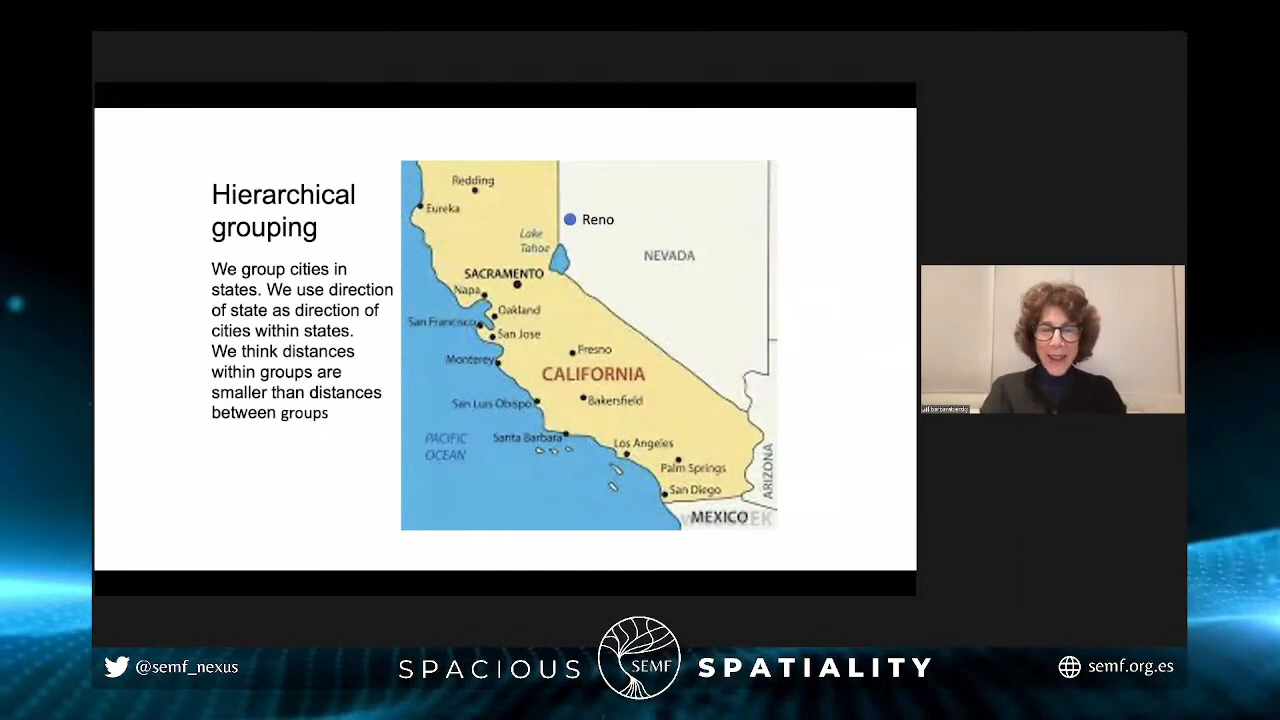 Hierarchical
grouping
We group cities in
states. We use direction
of state as direction of
cities within states.
We think distances
within groups are
smaller than distances
between groups
Redding
Eureka
Reno
Lake
Tahoe
NEVADA
SACRAMENTO
Napa
Oakland
San Francisco
San Jose
Fresno
Monterey
CALIFORNIA
Bakersfield
San Luis Obispo
PACIFIC
OCEAN
Santa Barbara
Los Angeles
Palm Springs
ARIZONA
San Diego
MEXICO
@semf_nexus
SPACIOUS
SEMF
SPATIALITY
semf.org.es